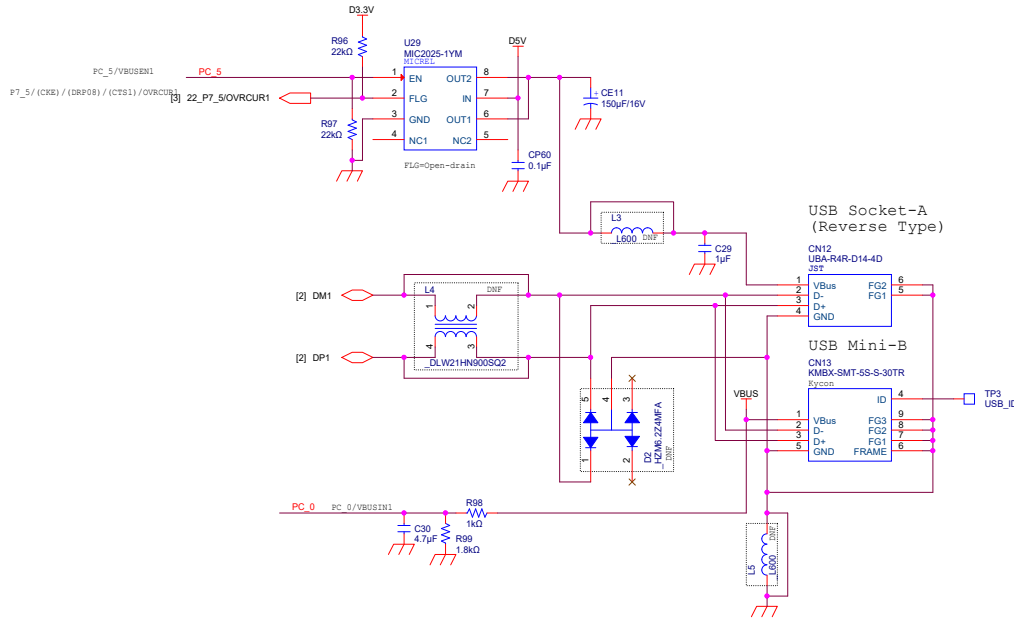 D3.3V
R96
22kΩ
U29
MIC2025-1YM
MICREL
D5V
PC_5/VBUSEN1
PC_5
1
EN
OUT2
8
P7_5/(CKE)/(DRP08)/(CTS1)/OVRCUR1
[3] 22_P7_5/OVRCUR1
2
FLG
IN
7
CE11
150µF/16V
+
3
GND
OUT1
6
R97
22kΩ
4
NC1
NC2
5
FLG=Open-drain
CP60
0.1µF
USB Socket-A
(Reverse Type)
L3
_L600
DNF
C29
1µF
CN12
UBA-R4R-D14-4D
JST
1
VBus
FG2
6
2
D-
FG1
5
3
D+
4
GND
[2] DM1
L4
DNF
1
2
4
3
[2] DP1
_DLW21HN900SQ2
USB Mini-B
CN13
KMBX-SMT-5S-S-30TR
Kycon
ID
4
TP3
USB_ID
VBUS
1
VBus
FG3
9
2
D-
FG2
8
3
D+
FG1
7
5
GND
FRAME
6
5
4
3
1
2
D2
_HZM6.2Z4MFA
DNF
PC_0
PC_0/VBUSIN1
R98
1kΩ
C30
4.7µF
R99
1.8kΩ
L5
_L600
DNF